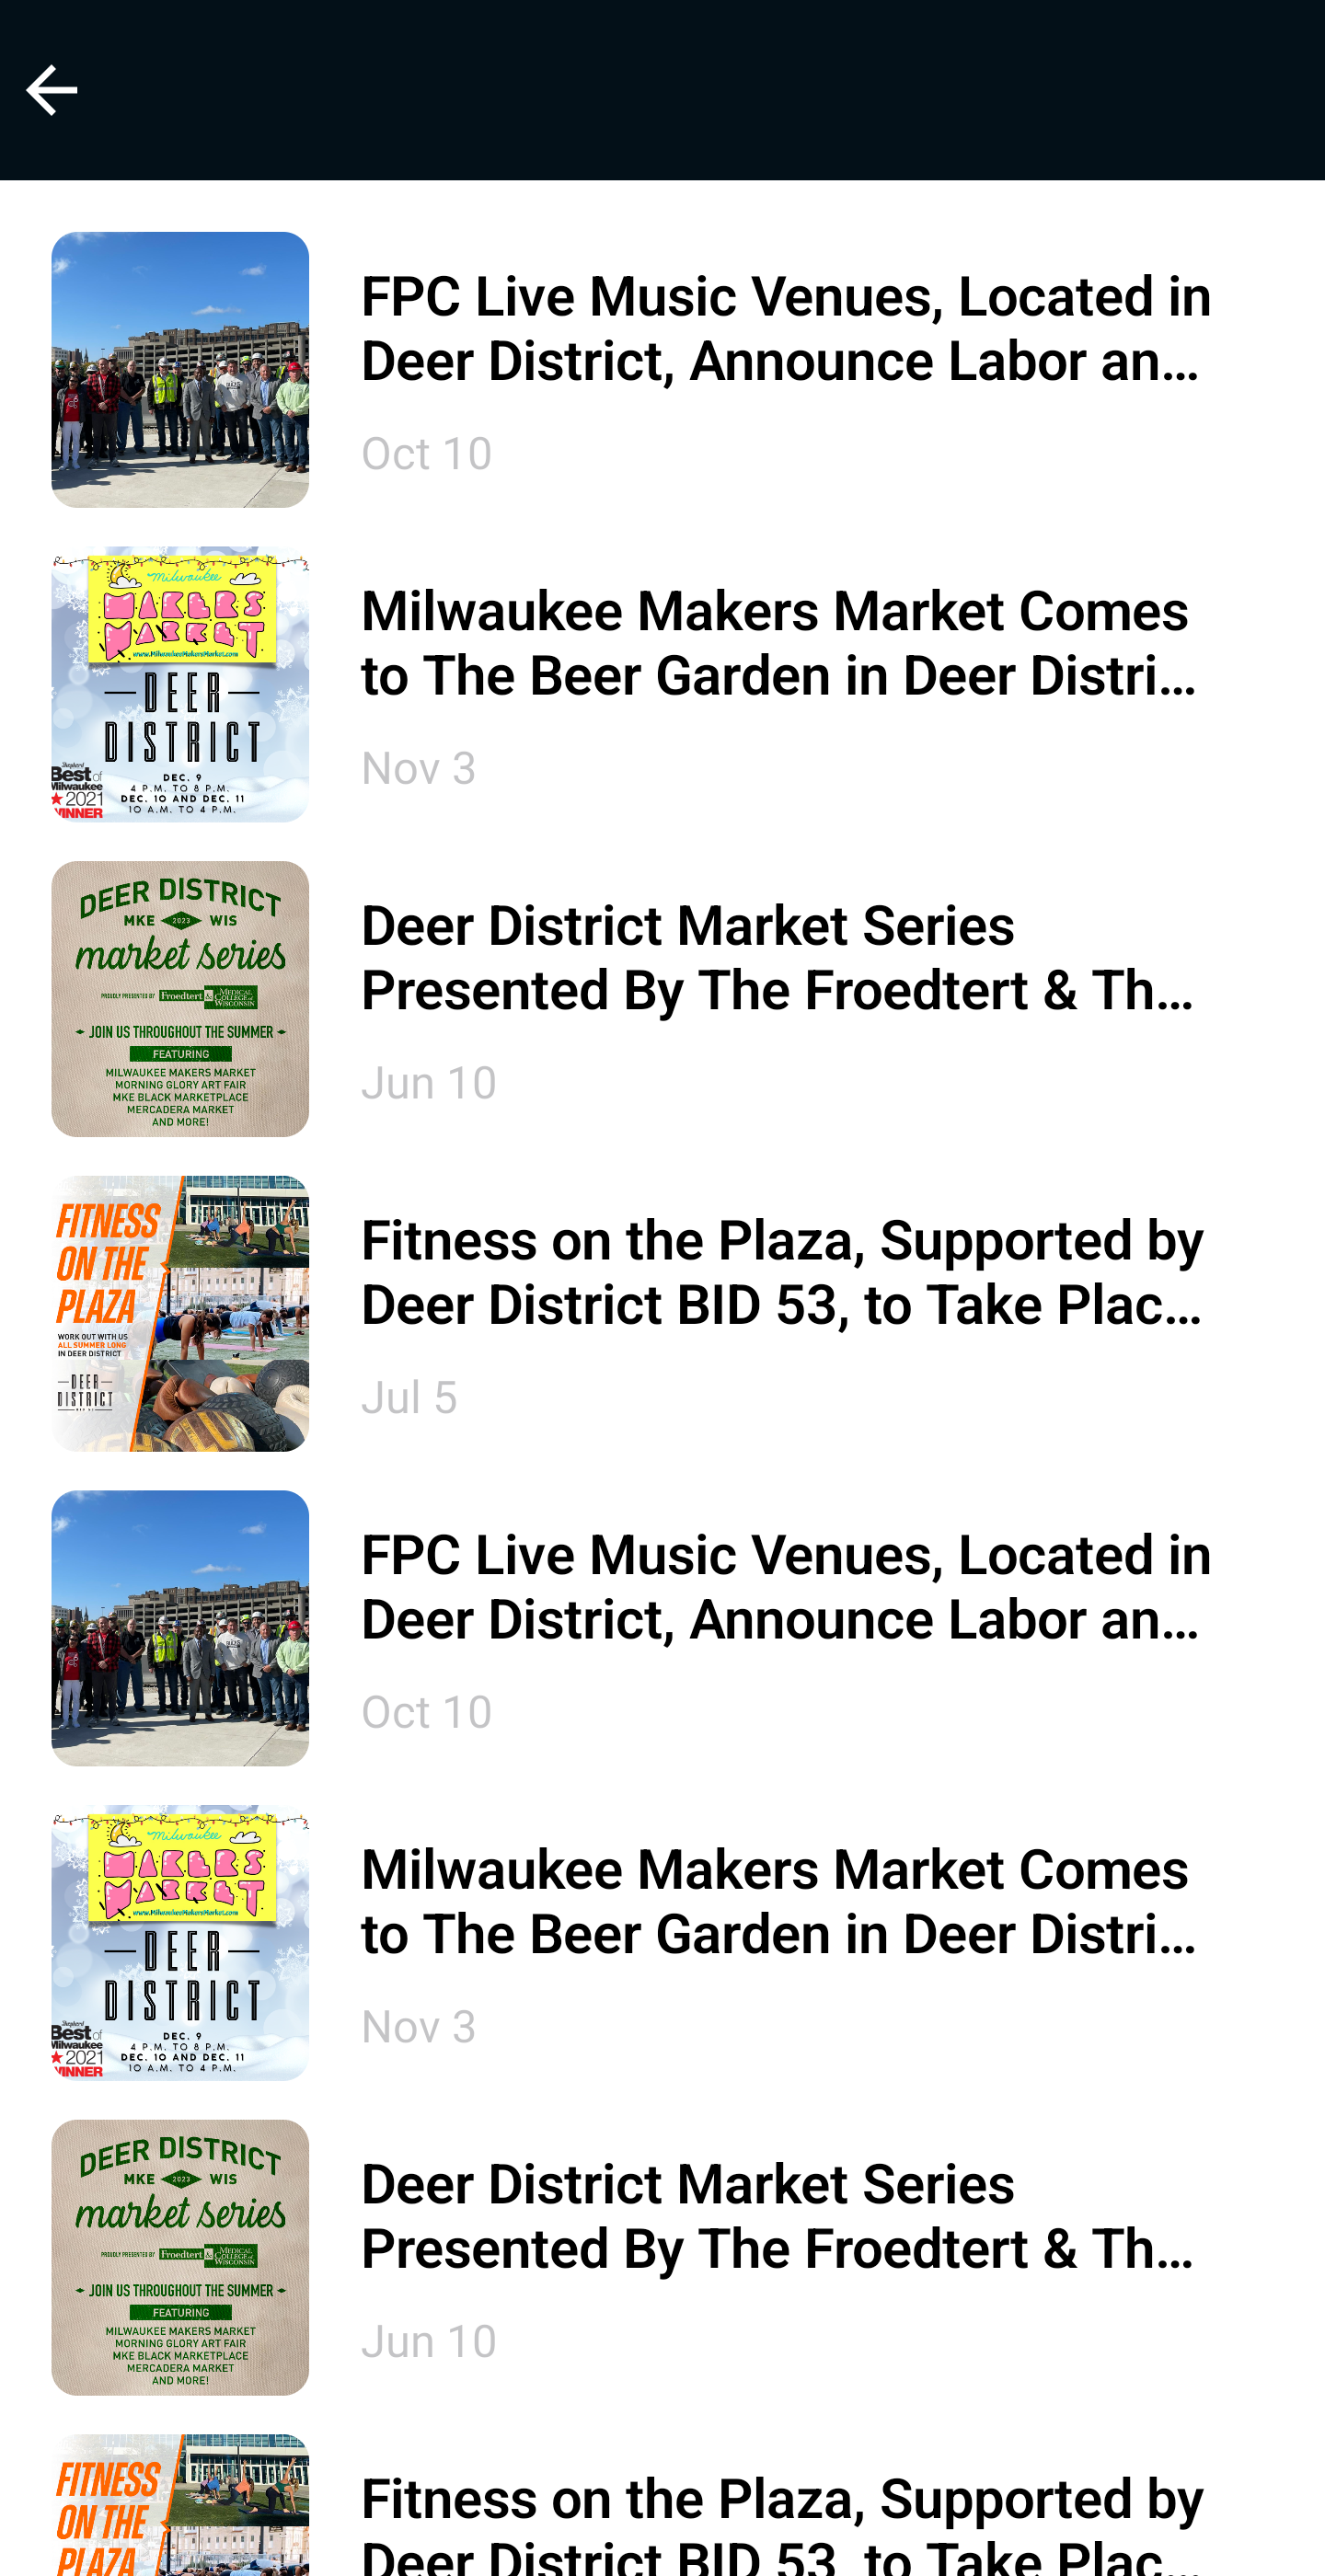 FPC Live Music Venues, Located in
Deer District, Announce Labor an...
Oct 10
milwaukee
MAKERS
MARKET
www.MilwaukeeMakersMarket.com
DEER
DISTRICT
Shepherd
Best of
Milwaukee
2021
WINNER
DEC. 9
4 P.M. TO 8 P.M.
DEC. 10 AND DEC. 11
10 A.M. TO 4 P.M.
Milwaukee Makers Market Comes
to The Beer Garden in Deer Distri...
Nov 3
DEER DISTRICT
MKE 2023 WIS
market series
PROUDLY PRESENTED BY Froedtert & MEDICAL COLLEGE of WISCONSIN
JOIN US THROUGHOUT THE SUMMER
FEATURING
MILWAUKEE MAKERS MARKET
MORNING GLORY ART FAIR
MKE BLACK MARKETPLACE
MERCADERA MARKET
AND MORE!
Deer District Market Series
Presented By The Froedtert & Th...
Jun 10
FITNESS
ON THE
PLAZA
WORK OUT WITH US
ALL SUMMER LONG
IN DEER DISTRICT
DEER
DISTRICT
Fitness on the Plaza, Supported by
Deer District BID 53, to Take Plac...
Jul 5
FPC Live Music Venues, Located in
Deer District, Announce Labor an...
Oct 10
milwaukee
MAKERS
MARKET
www.MilwaukeeMakersMarket.com
DEER
DISTRICT
Shepherd
Best of
Milwaukee
2021
WINNER
DEC. 9
4 P.M. TO 8 P.M.
DEC. 10 AND DEC. 11
10 A.M. TO 4 P.M.
Milwaukee Makers Market Comes
to The Beer Garden in Deer Distri...
Nov 3
DEER DISTRICT
MKE 2023 WIS
market series
PROUDLY PRESENTED BY Froedtert & MEDICAL COLLEGE of WISCONSIN
JOIN US THROUGHOUT THE SUMMER
FEATURING
MILWAUKEE MAKERS MARKET
MORNING GLORY ART FAIR
MKE BLACK MARKETPLACE
MERCADERA MARKET
AND MORE!
Deer District Market Series
Presented By The Froedtert & Th...
Jun 10
FITNESS
ON THE
PLAZA
Fitness on the Plaza, Supported by
Deer District BID 53, to Take Plac...